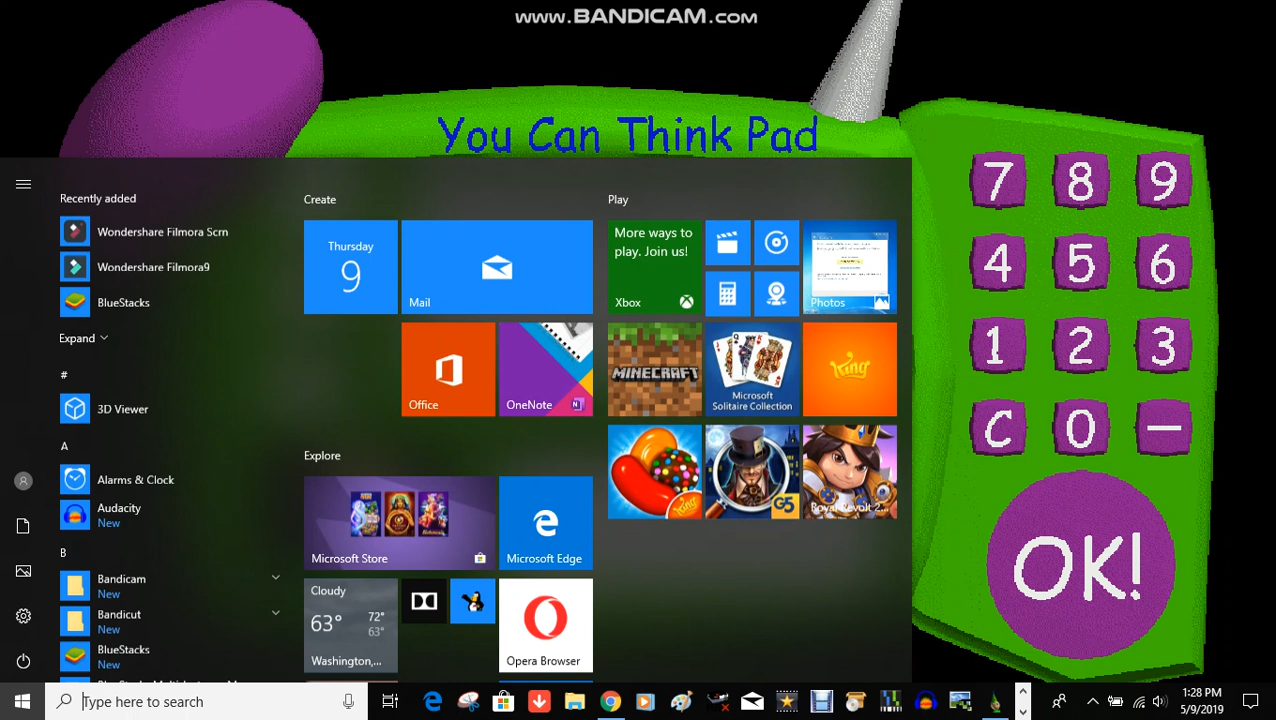 www.BANDICAM.com
You Can Think Pad
7 8 9
4 5 6
1 2 3
C 0 —
OK!
Recently added
Wondershare Filmora Scrn
Wondershare Filmora9
BlueStacks
Expand
#
3D Viewer
A
Alarms & Clock
Audacity
New
B
Bandicam
New
Bandicut
New
BlueStacks
New
Create
Thursday
9
Mail
Office
OneNote
Explore
Microsoft Store
Microsoft Edge
Cloudy
63° 72°
63°
Washington,...
Opera Browser
Play
More ways to
play. Join us!
Xbox
Photos
MINECRAFT
Microsoft
Solitaire Collection
King
King
G5
Royal Revolt 2...
Type here to search
1:28 PM
5/9/2019